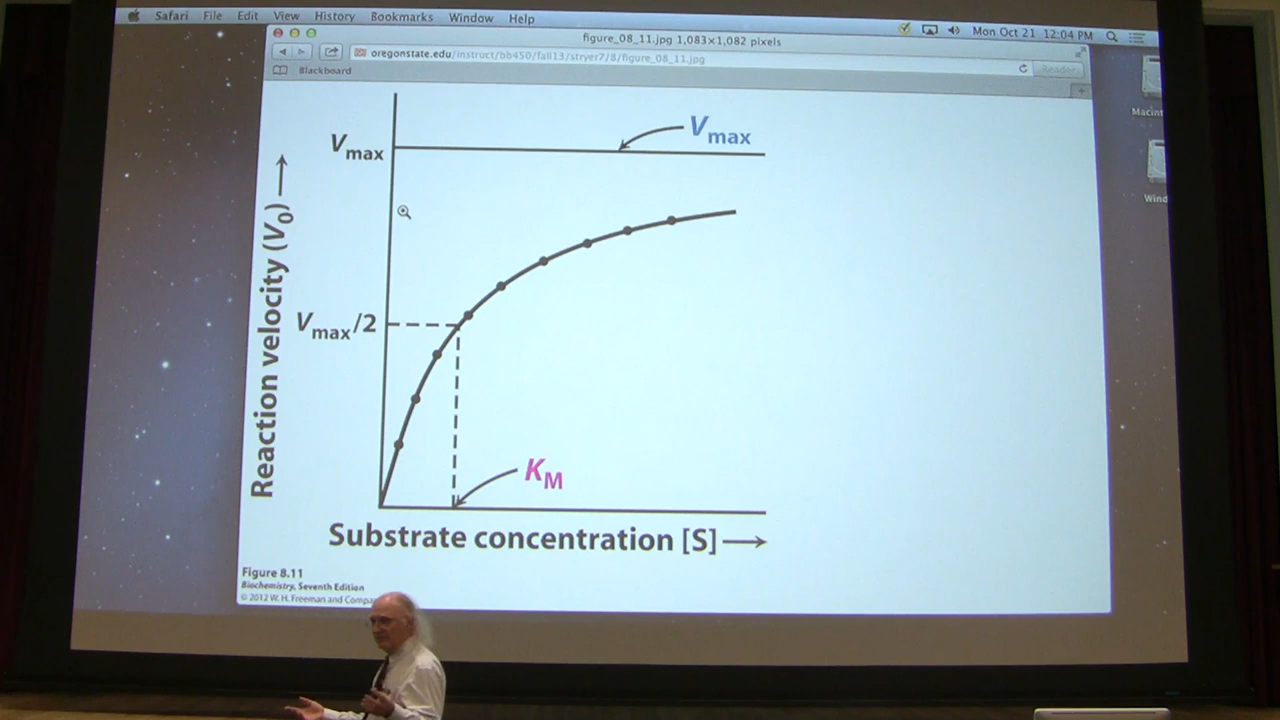 Safari File Edit View History Bookmarks Window Help
Mon Oct 21 12:04 PM
figure_08_11.jpg 1,083×1,082 pixels
oregonstate.edu/instruct/bb450/fall13/stryer7/8/figure_08_11.jpg
Reader
Blackboard
Vmax
Vmax
Reaction velocity (V0) →
Vmax/2
KM
Substrate concentration [S] →
Figure 8.11
Biochemistry, Seventh Edition
© 2012 W. H. Freeman and Compa
Macint
Wind